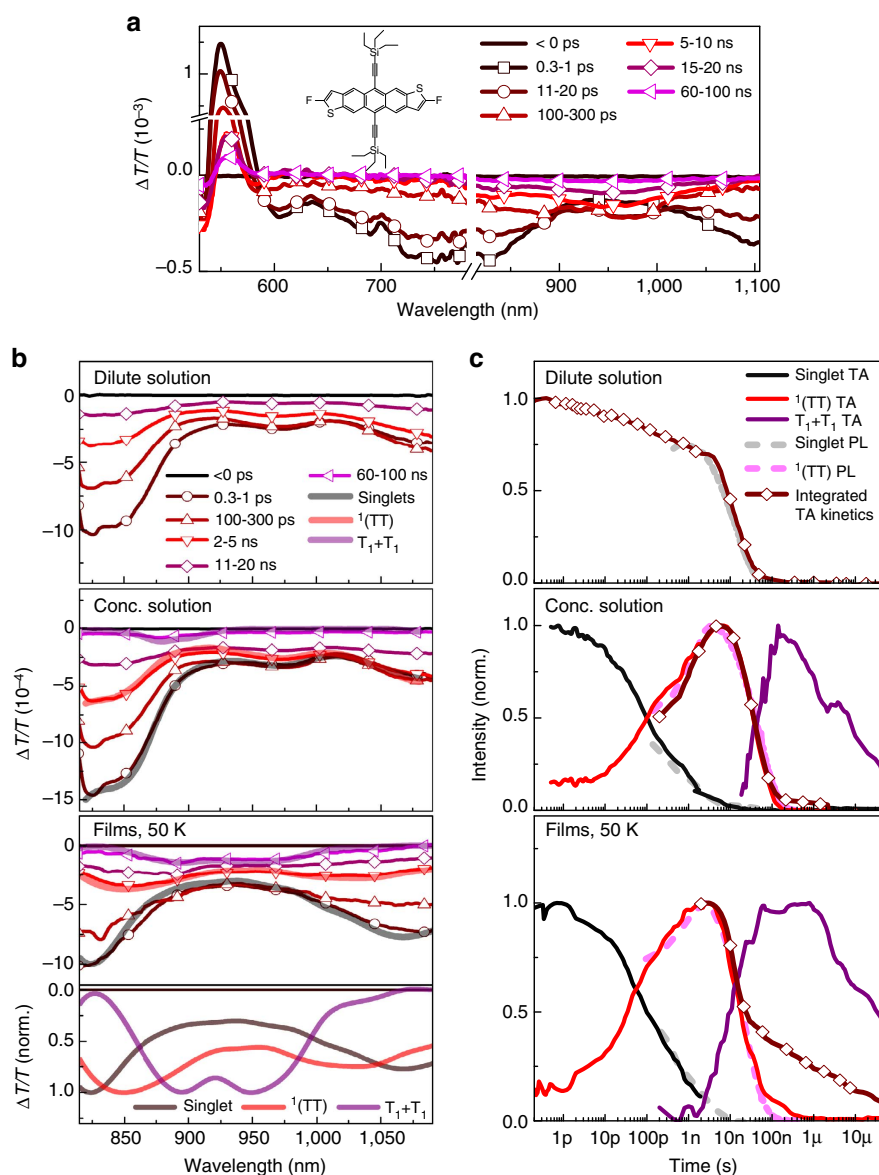 a
< 0 ps
0.3-1 ps
11-20 ps
100-300 ps
5-10 ns
15-20 ns
60-100 ns
Si
F
S
S
F
Si
ΔT/T (10⁻³)
1
0.0
−0.5
600
700
900
1,000
1,100
Wavelength (nm)
Wavelength (nm)
b
Dilute solution
0
−5
−10
<0 ps
0.3-1 ps
100-300 ps
2-5 ns
11-20 ns
60-100 ns
Singlets
¹(TT)
T₁+T₁
Conc. solution
0
−5
−10
−15
ΔT/T (10⁻⁴)
Films, 50 K
0
−5
−10
0.0
0.5
1.0
ΔT/T (norm.)
Singlet
¹(TT)
T₁+T₁
850
900
950
1,000
1,050
Wavelength (nm)
c
Dilute solution
1.0
0.5
0.0
Singlet TA
¹(TT) TA
T₁+T₁ TA
Singlet PL
¹(TT) PL
Integrated
TA kinetics
Conc. solution
1.0
0.5
0.0
Intensity (norm.)
Films, 50 K
1.0
0.5
0.0
1p
10p
100p
1n
10n
100n
1µ
10µ
Time (s)